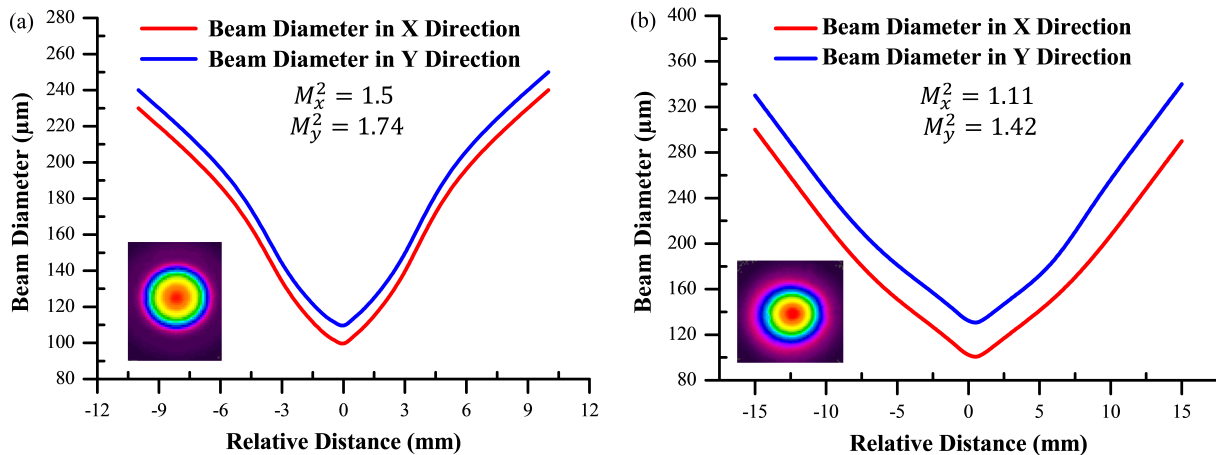 (a)
Beam Diameter in X Direction
Beam Diameter in Y Direction
M_x^2 = 1.5
M_y^2 = 1.74
Beam Diameter (μm)
280
260
240
220
200
180
160
140
120
100
80
-12 -9 -6 -3 0 3 6 9 12
Relative Distance (mm)
(b)
Beam Diameter in X Direction
Beam Diameter in Y Direction
M_x^2 = 1.11
M_y^2 = 1.42
Beam Diameter (μm)
400
360
320
280
240
200
160
120
80
-15 -10 -5 0 5 10 15
Relative Distance (mm)